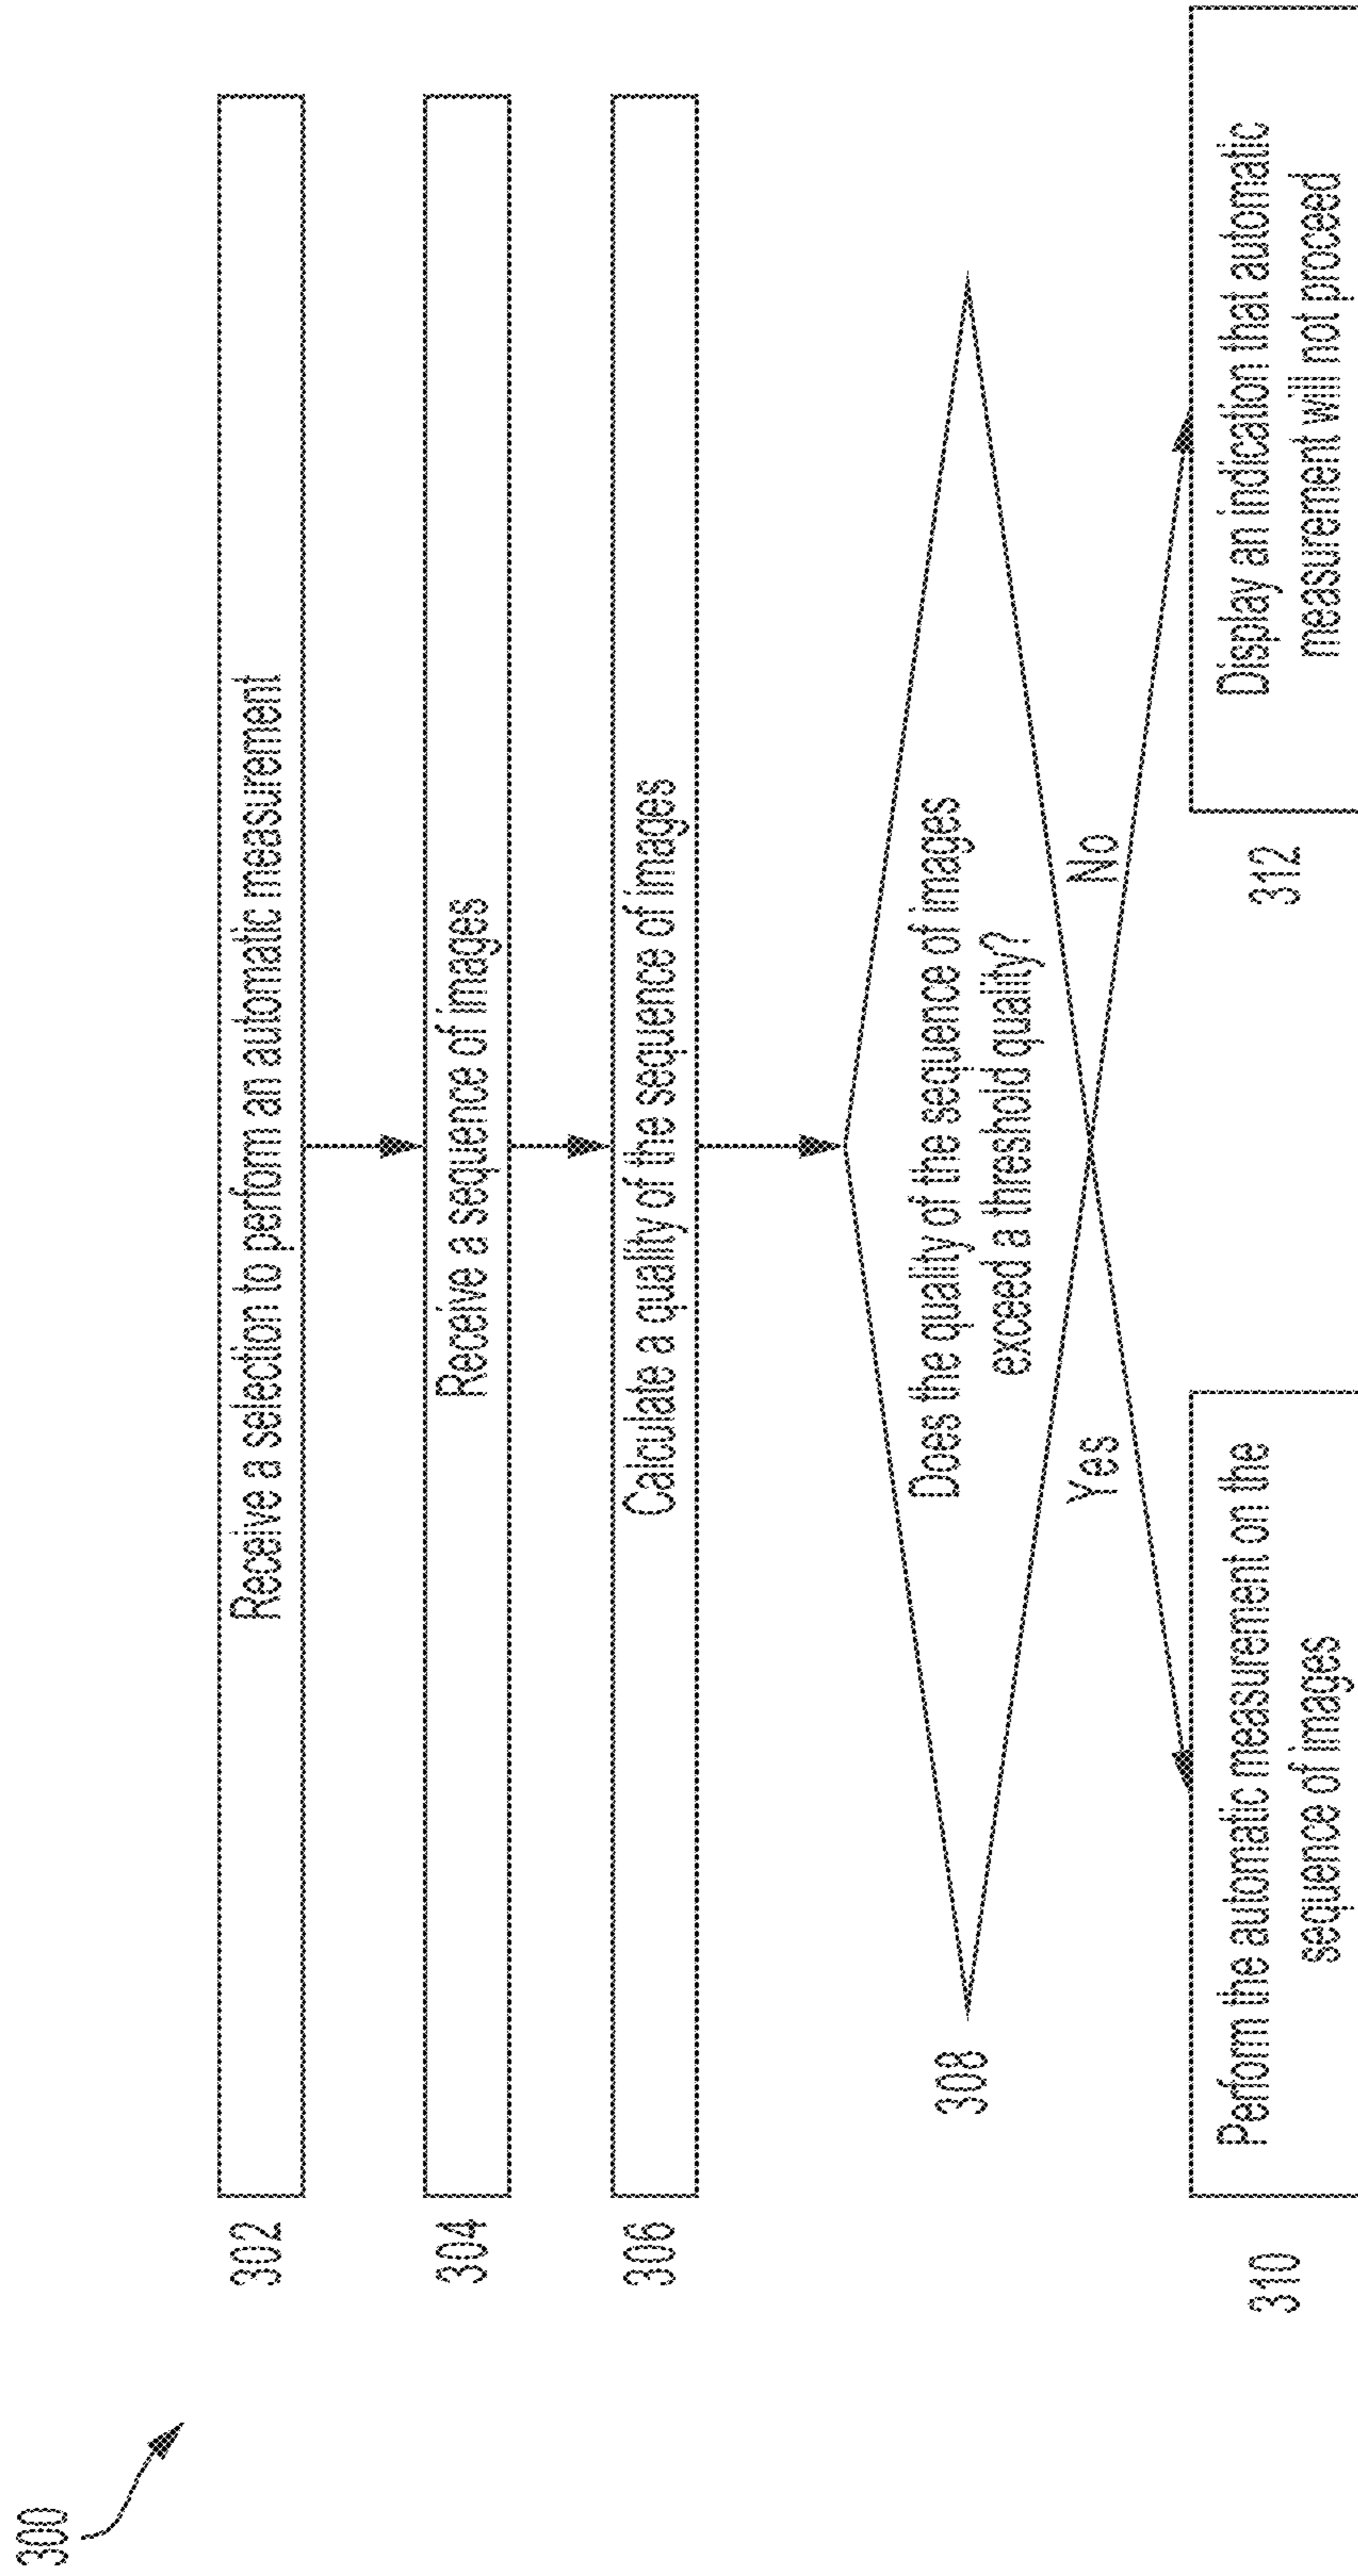 300
302
Receive a selection to perform an automatic measurement
304
Receive a sequence of images
306
Calculate a quality of the sequence of images
308
Does the quality of the sequence of images
exceed a threshold quality?
Yes
No
310
Perform the automatic measurement on the
sequence of images
312
Display an indication that automatic
measurement will not proceed